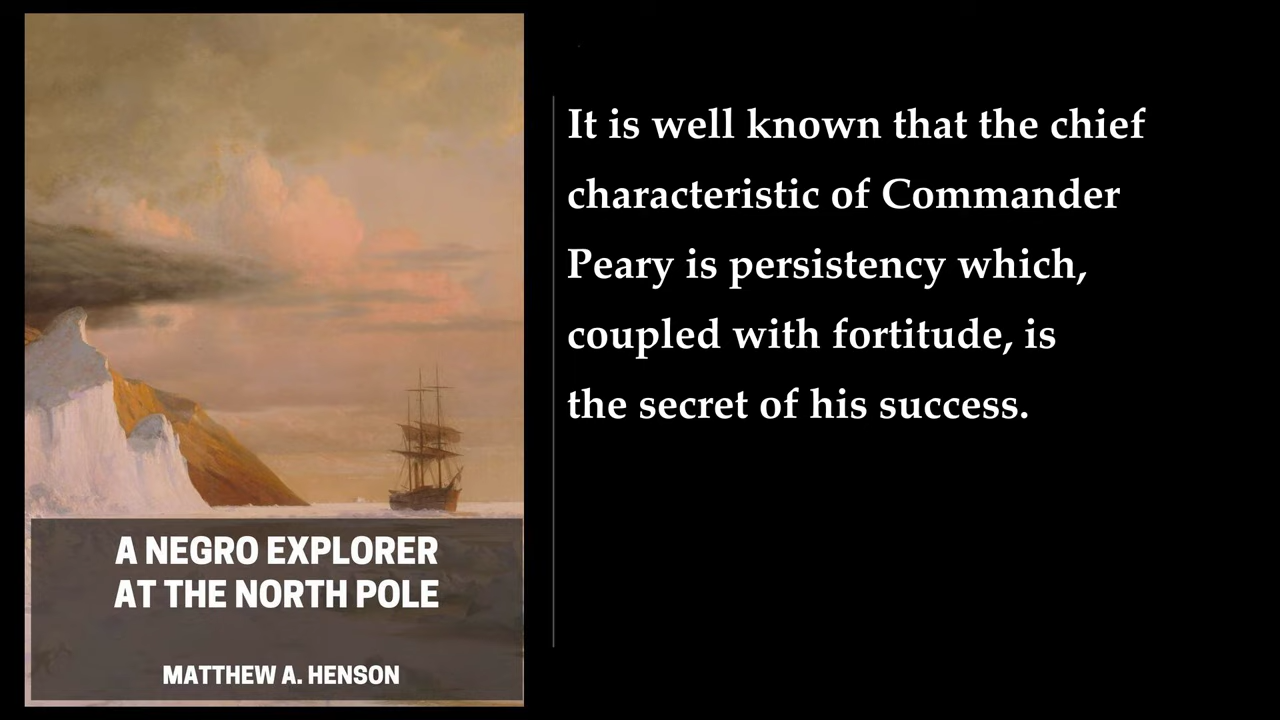 It is well known that the chief
characteristic of Commander
Peary is persistency which,
coupled with fortitude, is
the secret of his success.
A NEGRO EXPLORER
AT THE NORTH POLE
MATTHEW A. HENSON